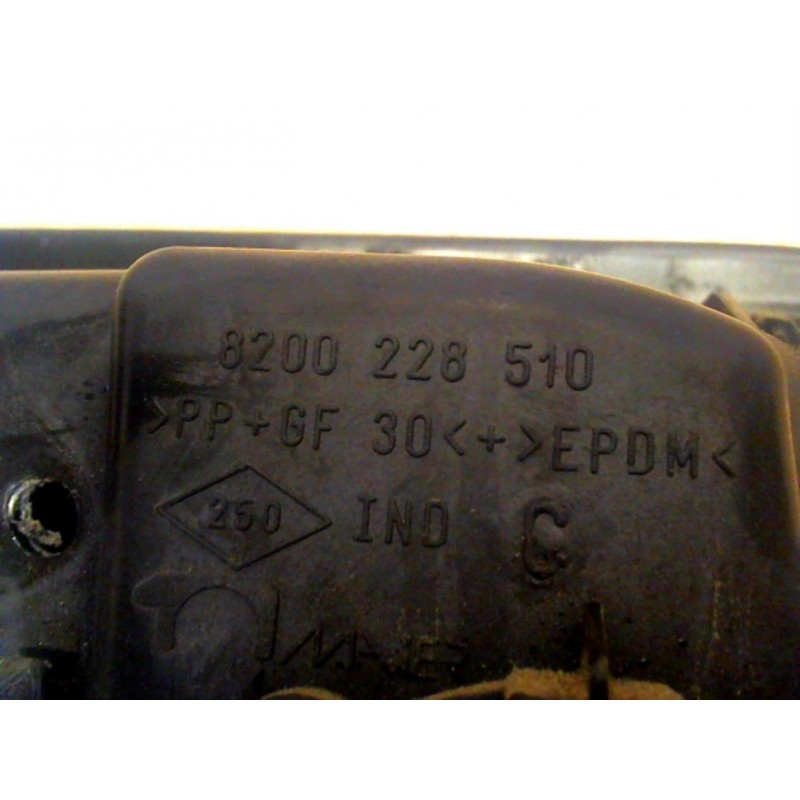 8200 228 510
>PP+GF 30<+>EPDM<
250 IND C